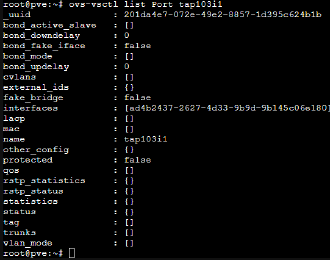 root@pve:~# ovs-vsctl list Port tap103i1
_uuid : 201da4e7-072e-49e2-8857-1d395c624b1b
bond_active_slave : []
bond_downdelay : 0
bond_fake_iface : false
bond_mode : []
bond_updelay : 0
cvlans : []
external_ids : {}
fake_bridge : false
interfaces : [ad4b2437-2627-4d33-9b9d-9b145c06e180]
lacp : []
mac : []
name : tap103i1
other_config : {}
protected : false
qos : []
rstp_statistics : {}
rstp_status : {}
statistics : {}
status : {}
tag : []
trunks : []
vlan_mode : []
root@pve:~#